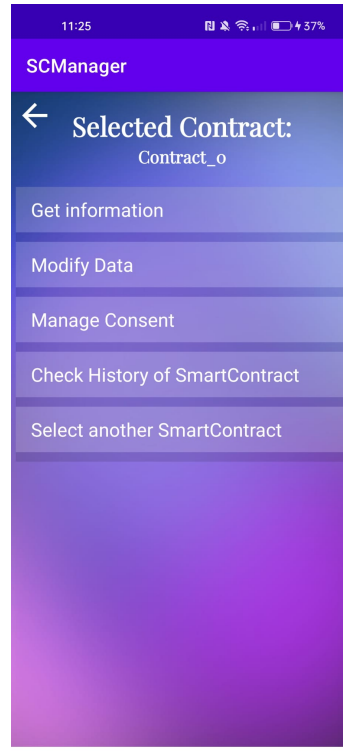 11:25 37%
SCManager
Selected Contract:
Contract_0
Get information
Modify Data
Manage Consent
Check History of SmartContract
Select another SmartContract